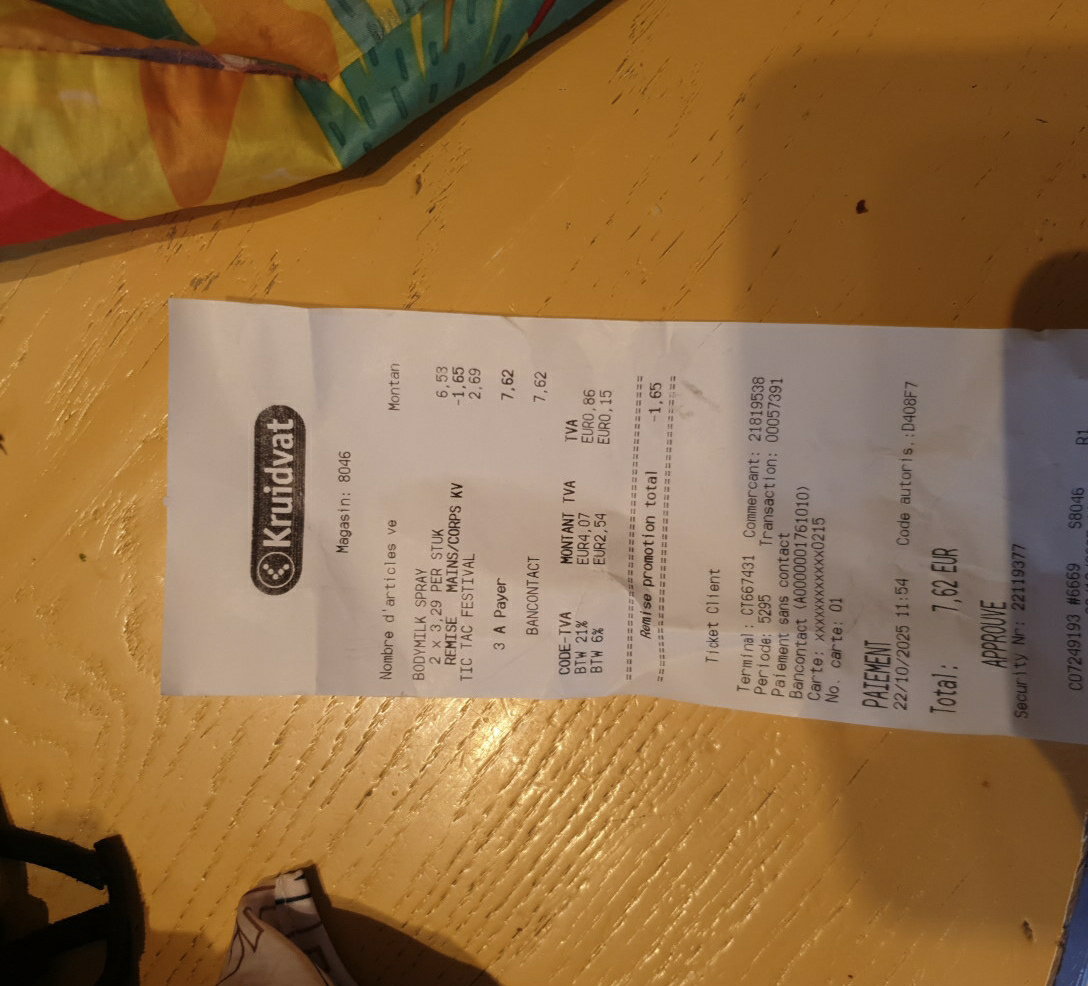 Kruidvat
Magasin: 8046
Nombre d'articles ve Montan
BODYMILK SPRAY
2 x 3,29 PER STUK 6,53
REMISE MAINS/CORPS KV -1,65
TIC TAC FESTIVAL 2,69
3 A Payer 7,62
BANCONTACT 7,62
CODE-TVA MONTANT TVA TVA
BTW 21% EUR4,07 EUR0,86
BTW 6% EUR2,54 EUR0,15
========================================
Remise promotion total -1,65
========================================
Ticket Client
Terminal: CT667431 Commercant: 21819538
Periode: 5295 Transaction: 00057391
Paiement sans contact
Bancontact (A0000001761010)
Carte: xxxxxxxxxxxxx0215
No. carte: 01
PAIEMENT
22/10/2025 11:54 Code autoris.:D408F7
Total: 7,62 EUR
APPROUVE
Security Nr: 22119377
C07249193 #6669 S8046 R1